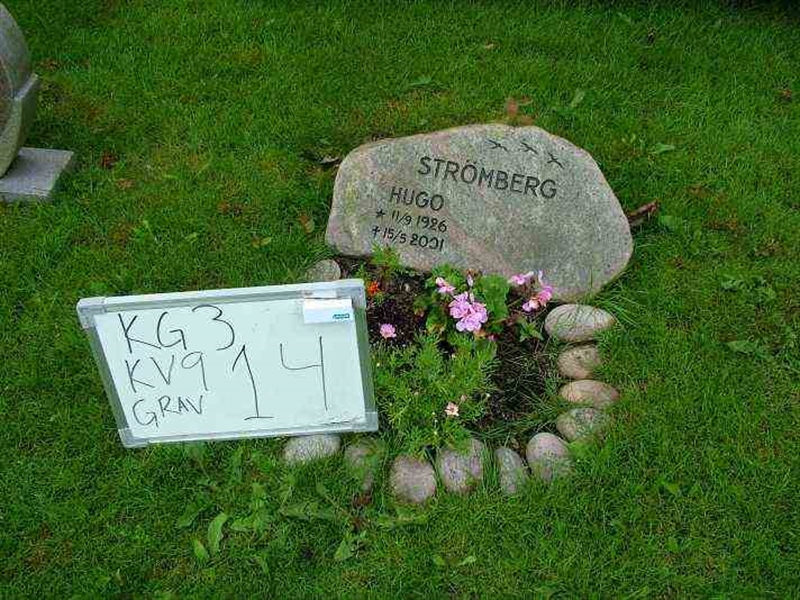 STRÖMBERG
HUGO
* 11/9 1926
+ 15/5 2001
KG3
KV9
GRAV 14